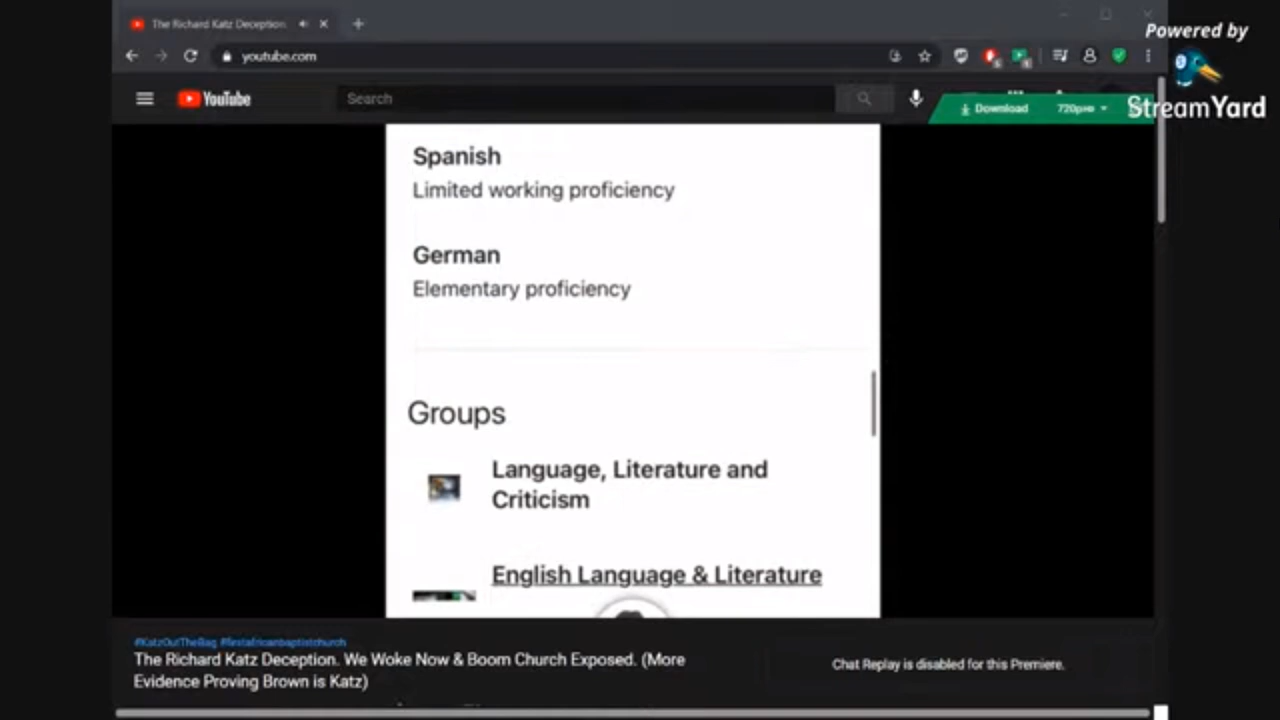 The Richard Katz Deception
Powered by
youtube.com
StreamYard
YouTube
Search
Download
Spanish
Limited working proficiency
German
Elementary proficiency
Groups
Language, Literature and
Criticism
English Language & Literature
#KatzOutTheBag #firstafricanbaptistchurch
The Richard Katz Deception. We Woke Now & Boom Church Exposed. (More
Evidence Proving Brown is Katz)
Chat Replay is disabled for this Premiere.